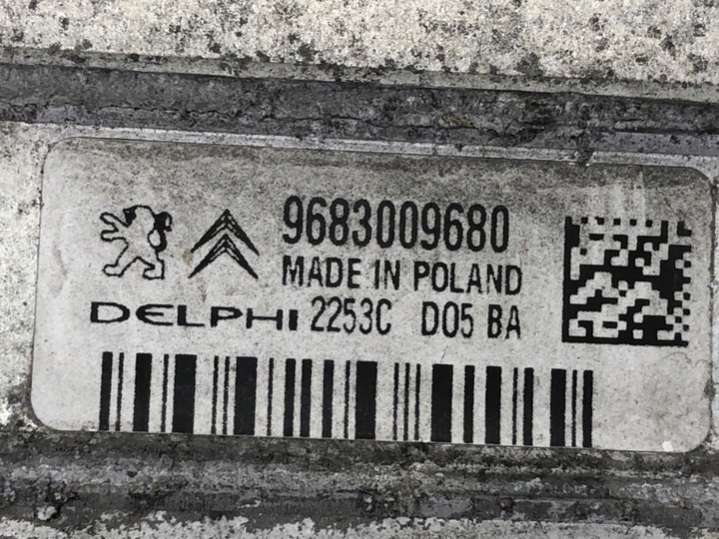 9683009680
MADE IN POLAND
DELPHI 2253C D05 BA